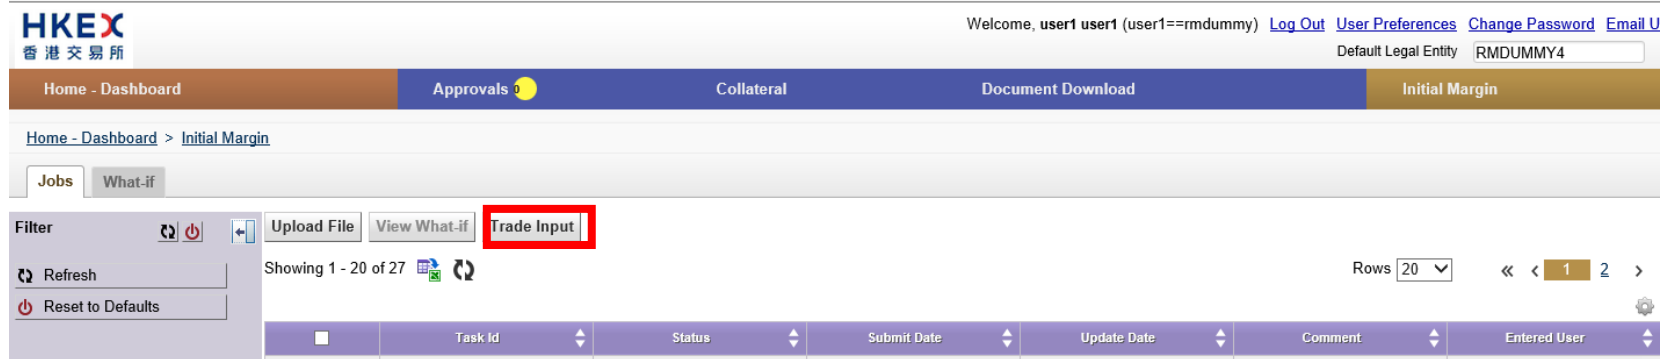 HKEX
香港交易所
Welcome, user1 user1 (user1==rmdummy) Log Out User Preferences Change Password Email U
Default Legal Entity RMDUMMY4
Home - Dashboard Approvals 0 Collateral Document Download Initial Margin
Home - Dashboard > Initial Margin
Jobs What-if
Filter Upload File View What-if Trade Input
Showing 1 - 20 of 27 Rows 20 « < 1 2 >
Refresh
Reset to Defaults
Task Id Status Submit Date Update Date Comment Entered User